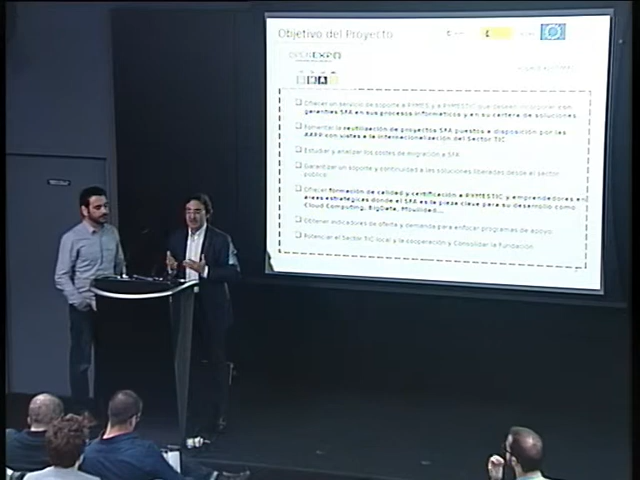 Objetivo del Proyecto
OPENEXPO
Ofrecer un servicio de soporte a PYMES y a PYMESTIC que deseen incorporar con
garantías SFA en sus procesos informáticos y en su cartera de soluciones
Fomentar la reutilización de proyectos SFA puestos a disposición por las
AAPP con vistas a la internacionalización del Sector TIC
Estudiar y analizar los costes de migración a SFA
Garantizar un soporte y continuidad a las soluciones liberadas desde el sector
público
Ofrecer formación de calidad y certificación a PYMESTIC y emprendedores en
áreas estratégicas donde el SFA es la pieza clave para su desarrollo como
Cloud Computing, BigData, Movilidad...
Obtener indicadores de oferta y demanda para enfocar programas de apoyo
Potenciar el Sector TIC local y la cooperación y Consolidar la fundación